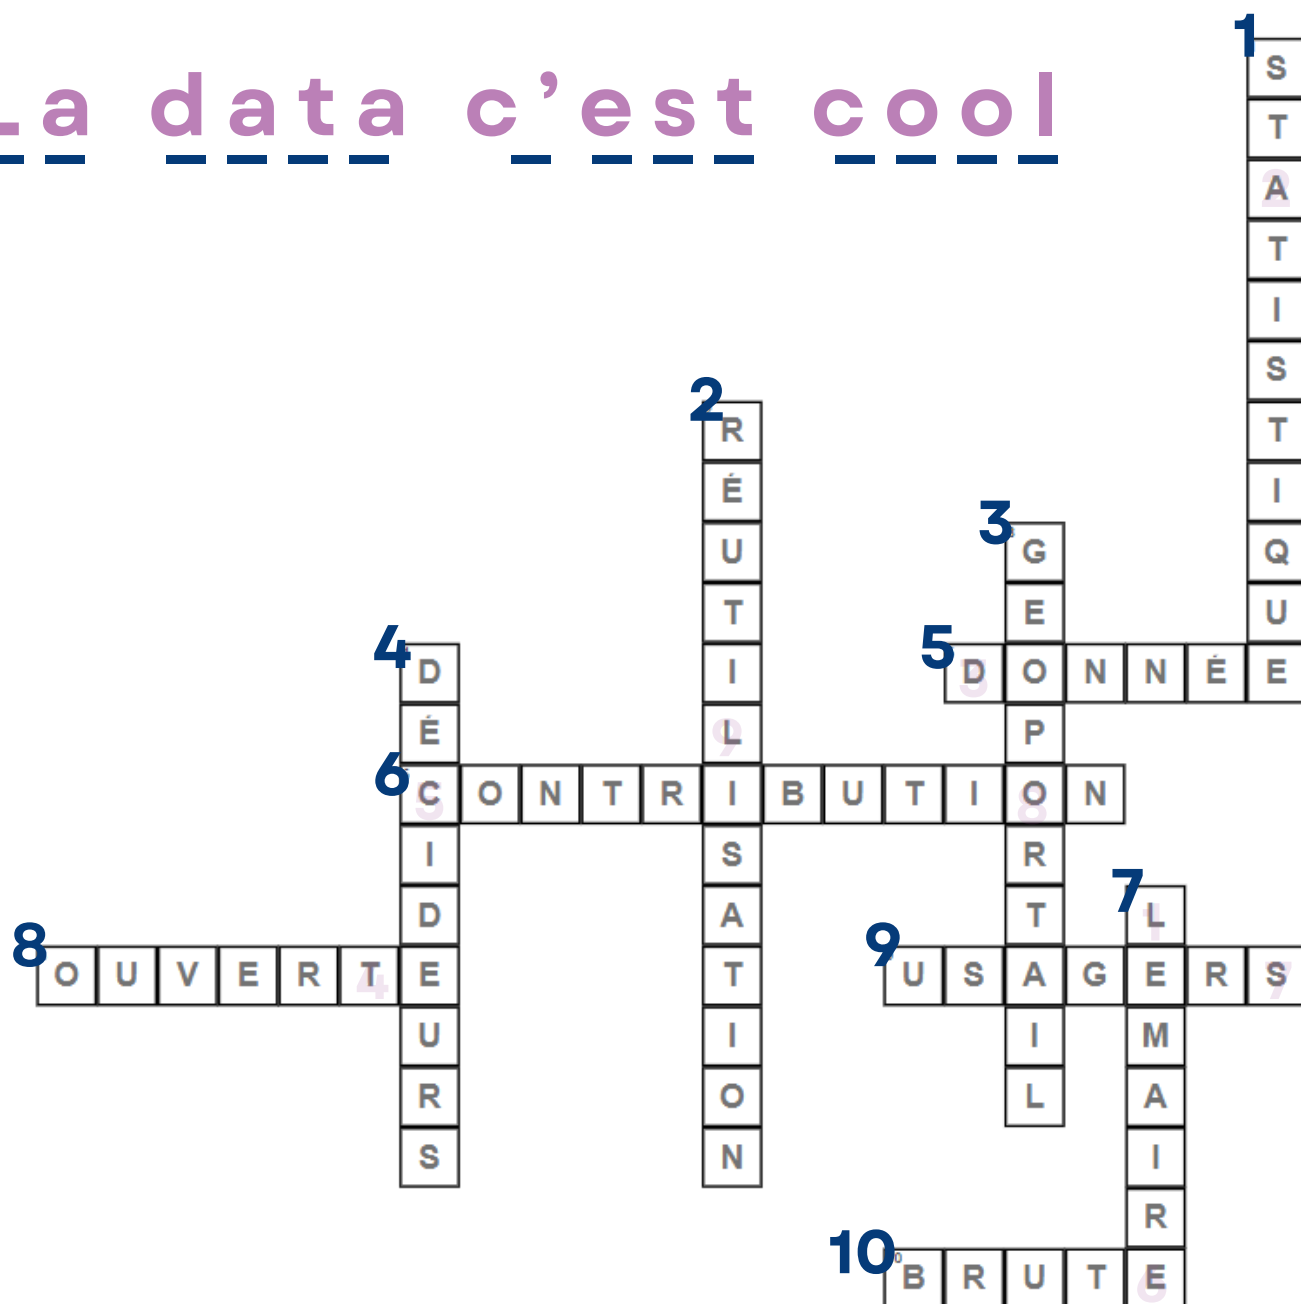 La data c’est cool
1 STATISTIQUE
2 RÉUTILISATION
3 GEOPORTAIL
4 DÉCIDEURS
5 DONNÉE
6 CONTRIBUTION
7 LEMAIRE
8 OUVERTE
9 USAGERS
10 BRUTE